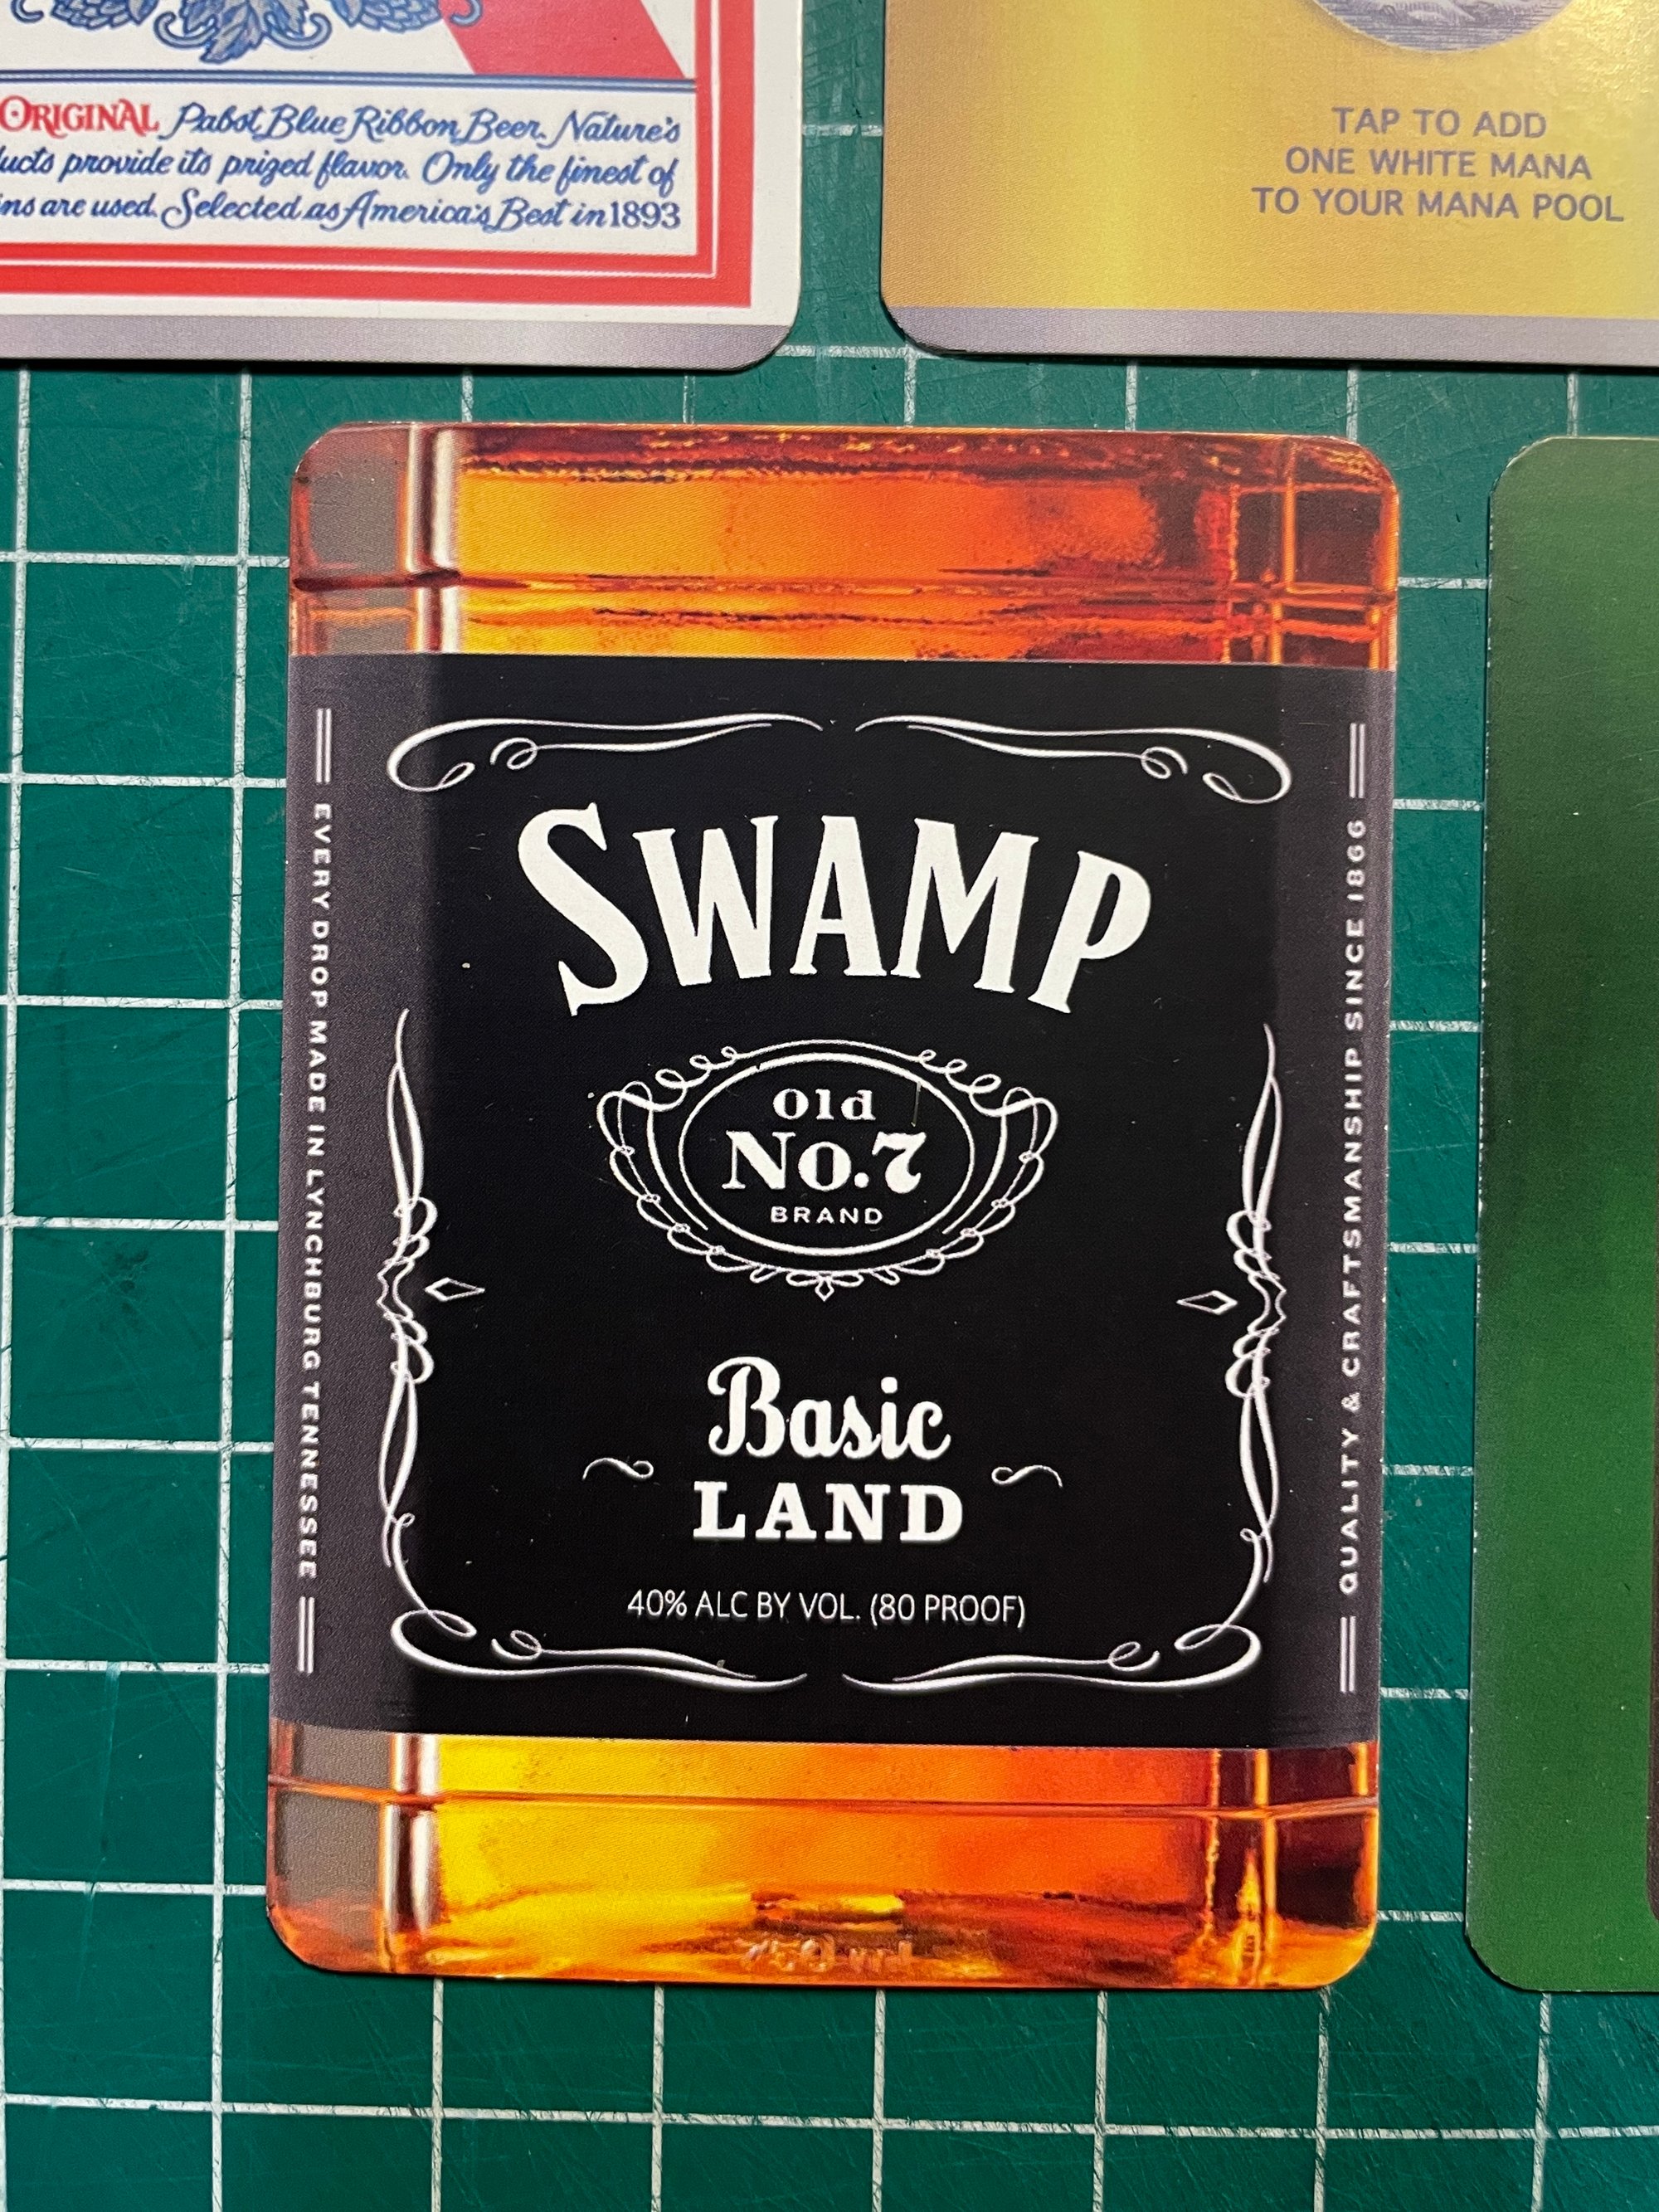 ORIGINAL Pabst Blue Ribbon Beer. Nature's
provide its prized flavor. Only the finest of
are used. Selected as America's Best in 1893
TAP TO ADD
ONE WHITE MANA
TO YOUR MANA POOL
SWAMP
Old
No.7
BRAND
Basic
LAND
40% ALC BY VOL. (80 PROOF)
EVERY DROP MADE IN LYNCHBURG TENNESSEE
QUALITY & CRAFTSMANSHIP SINCE 1866
750 ml